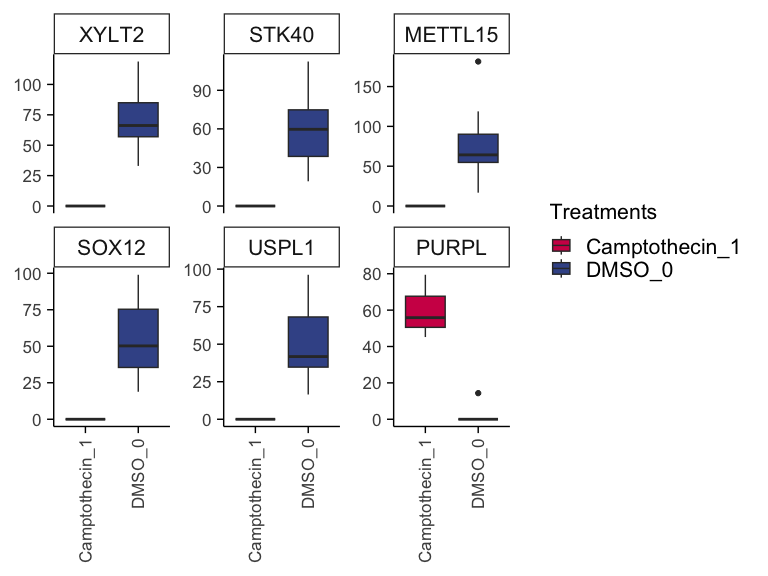 XYLT2 STK40 METTL15
100 75 50 25 0
90 60 30 0
150 100 50 0
Treatments
Camptothecin_1
DMSO_0
SOX12 USPL1 PURPL
100 75 50 25 0
100 75 50 25 0
80 60 40 20 0
Camptothecin_1 DMSO_0 Camptothecin_1 DMSO_0 Camptothecin_1 DMSO_0